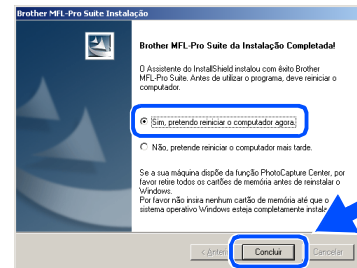 Brother MFL-Pro Suite Instalação
Brother MFL-Pro Suite da Instalação Completada!
O Assistente do InstallShield instalou com êxito Brother
MFL-Pro Suite. Antes de utilizar o programa, deve reiniciar o
computador.
Sim, pretendo reiniciar o computador agora.
Não, pretende reiniciar o computador mais tarde.
Se a sua máquina dispõe da função PhotoCapture Center, por
favor retire todos os cartões de memória antes de reinstalar o
Windows.
Por favor não insira nenhum cartão de memória até que o
sistema operativo Windows esteja completamente
Concluir
Cancelar